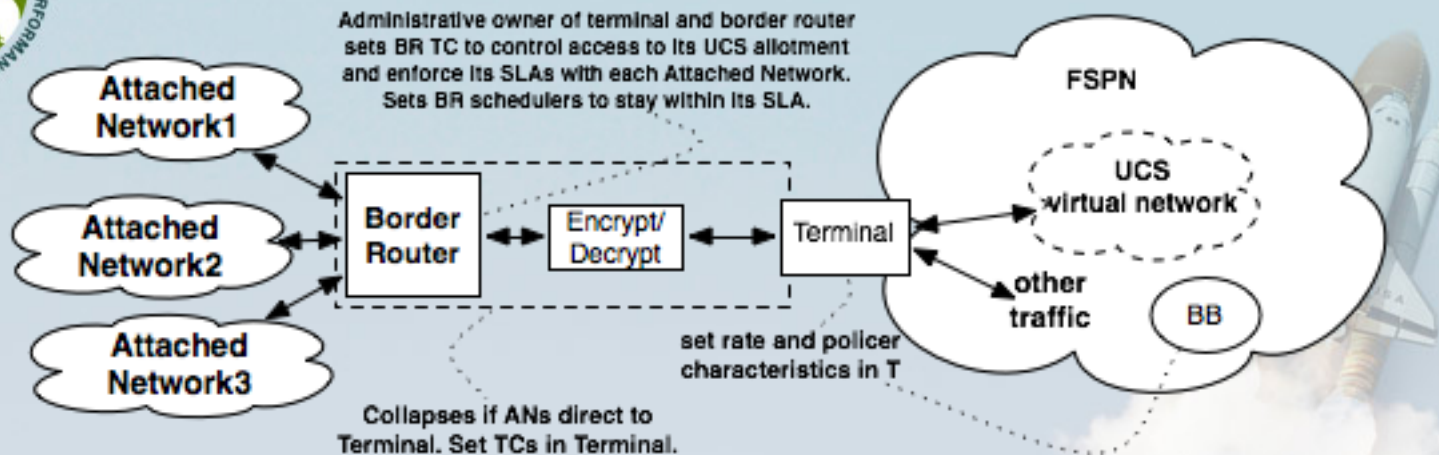 Administrative owner of terminal and border router
sets BR TC to control access to its UCS allotment
and enforce its SLAs with each Attached Network.
Sets BR schedulers to stay within its SLA.
Attached
Network1
Attached
Network2
Attached
Network3
Border
Router
Encrypt/
Decrypt
Terminal
FSPN
UCS
virtual network
other
traffic
BB
set rate and policer
characteristics in T
Collapses if ANs direct to
Terminal. Set TCs in Terminal.